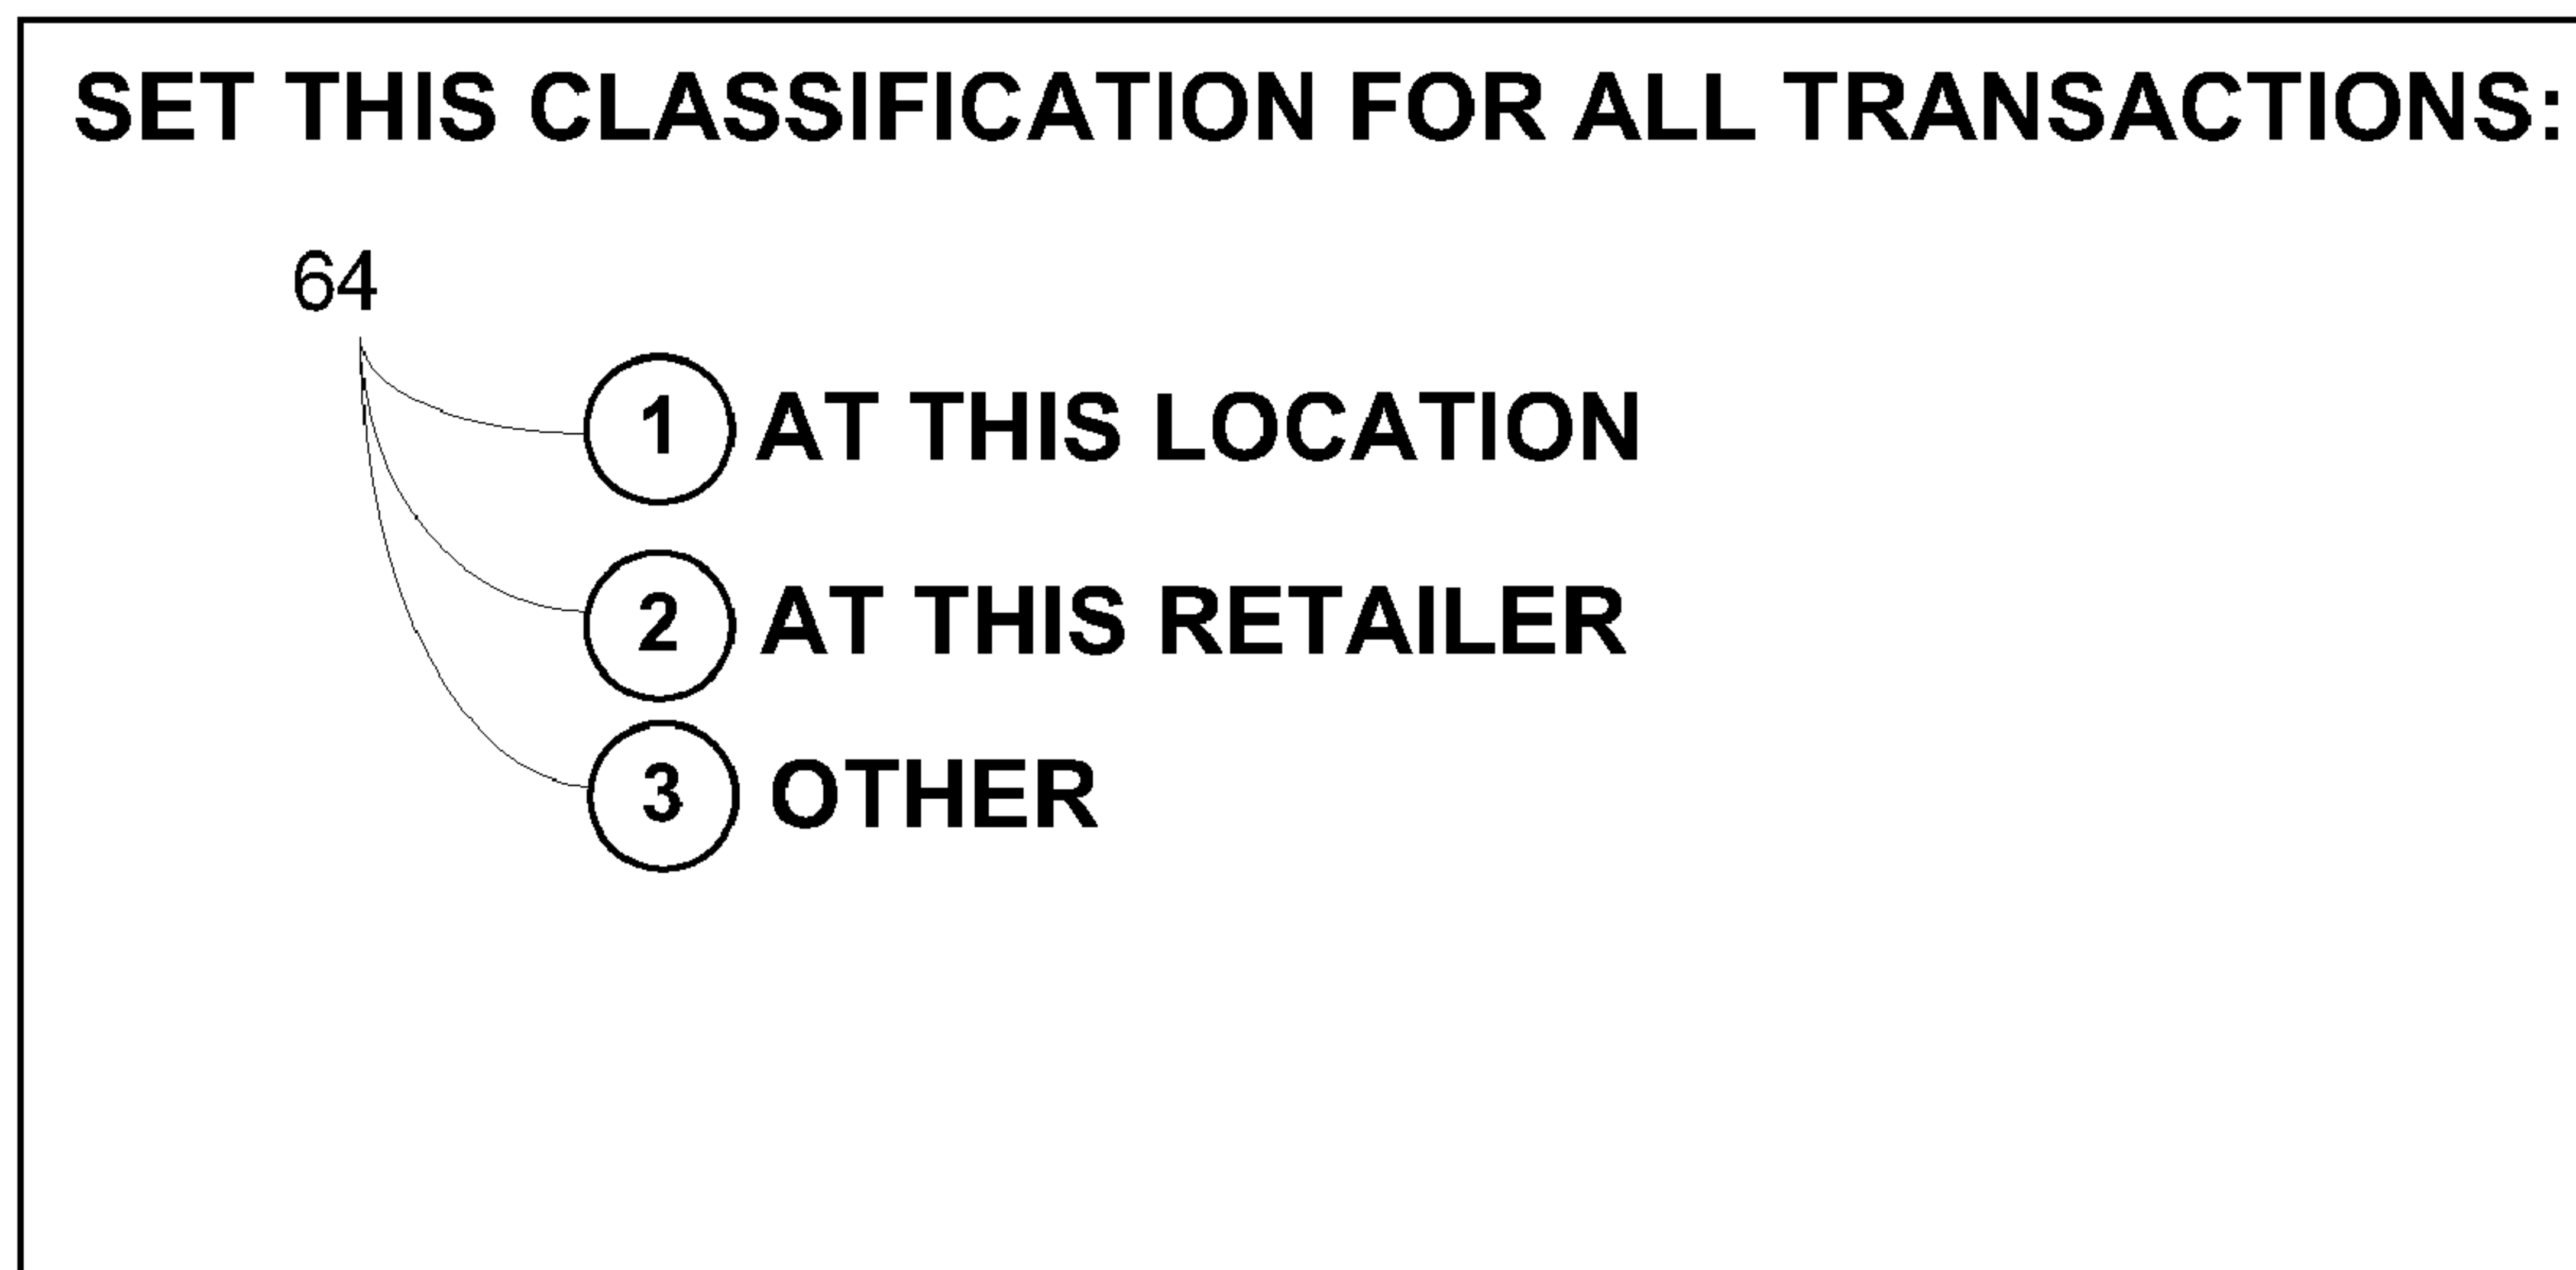 SET THIS CLASSIFICATION FOR ALL TRANSACTIONS:
64
1 AT THIS LOCATION
2 AT THIS RETAILER
3 OTHER